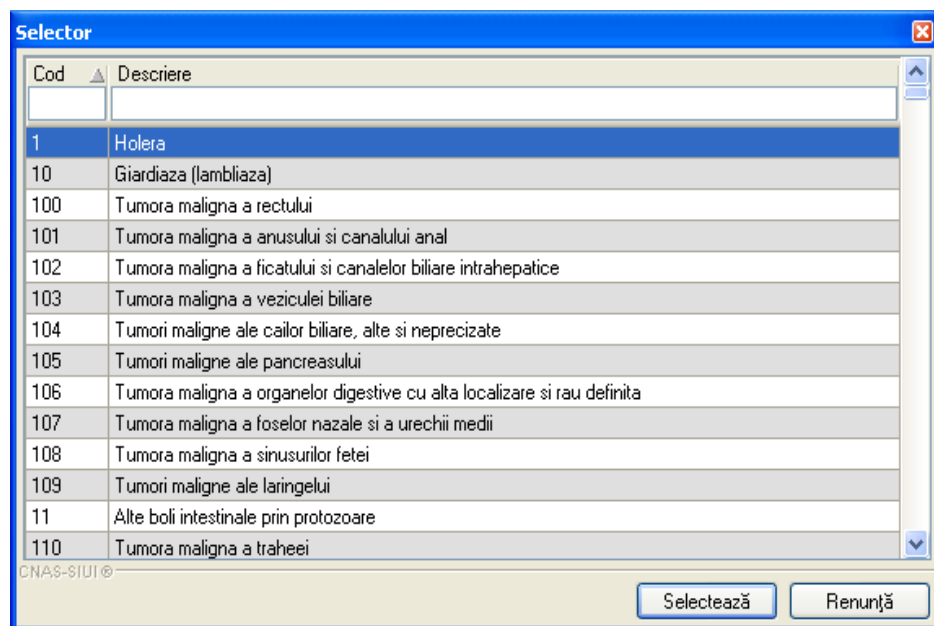 Selector
Cod Descriere
1 Holera
10 Giardiaza (lambliaza)
100 Tumora maligna a rectului
101 Tumora maligna a anusului si canalului anal
102 Tumora maligna a ficatului si canalelor biliare intrahepatice
103 Tumora maligna a veziculei biliare
104 Tumori maligne ale cailor biliare, alte si neprecizate
105 Tumori maligne ale pancreasului
106 Tumora maligna a organelor digestive cu alta localizare si rau definita
107 Tumora maligna a foselor nazale si a urechii medii
108 Tumora maligna a sinusurilor fetei
109 Tumori maligne ale laringelui
11 Alte boli intestinale prin protozoare
110 Tumora maligna a traheei
CNAS-SIUI®
Selectează Renunță